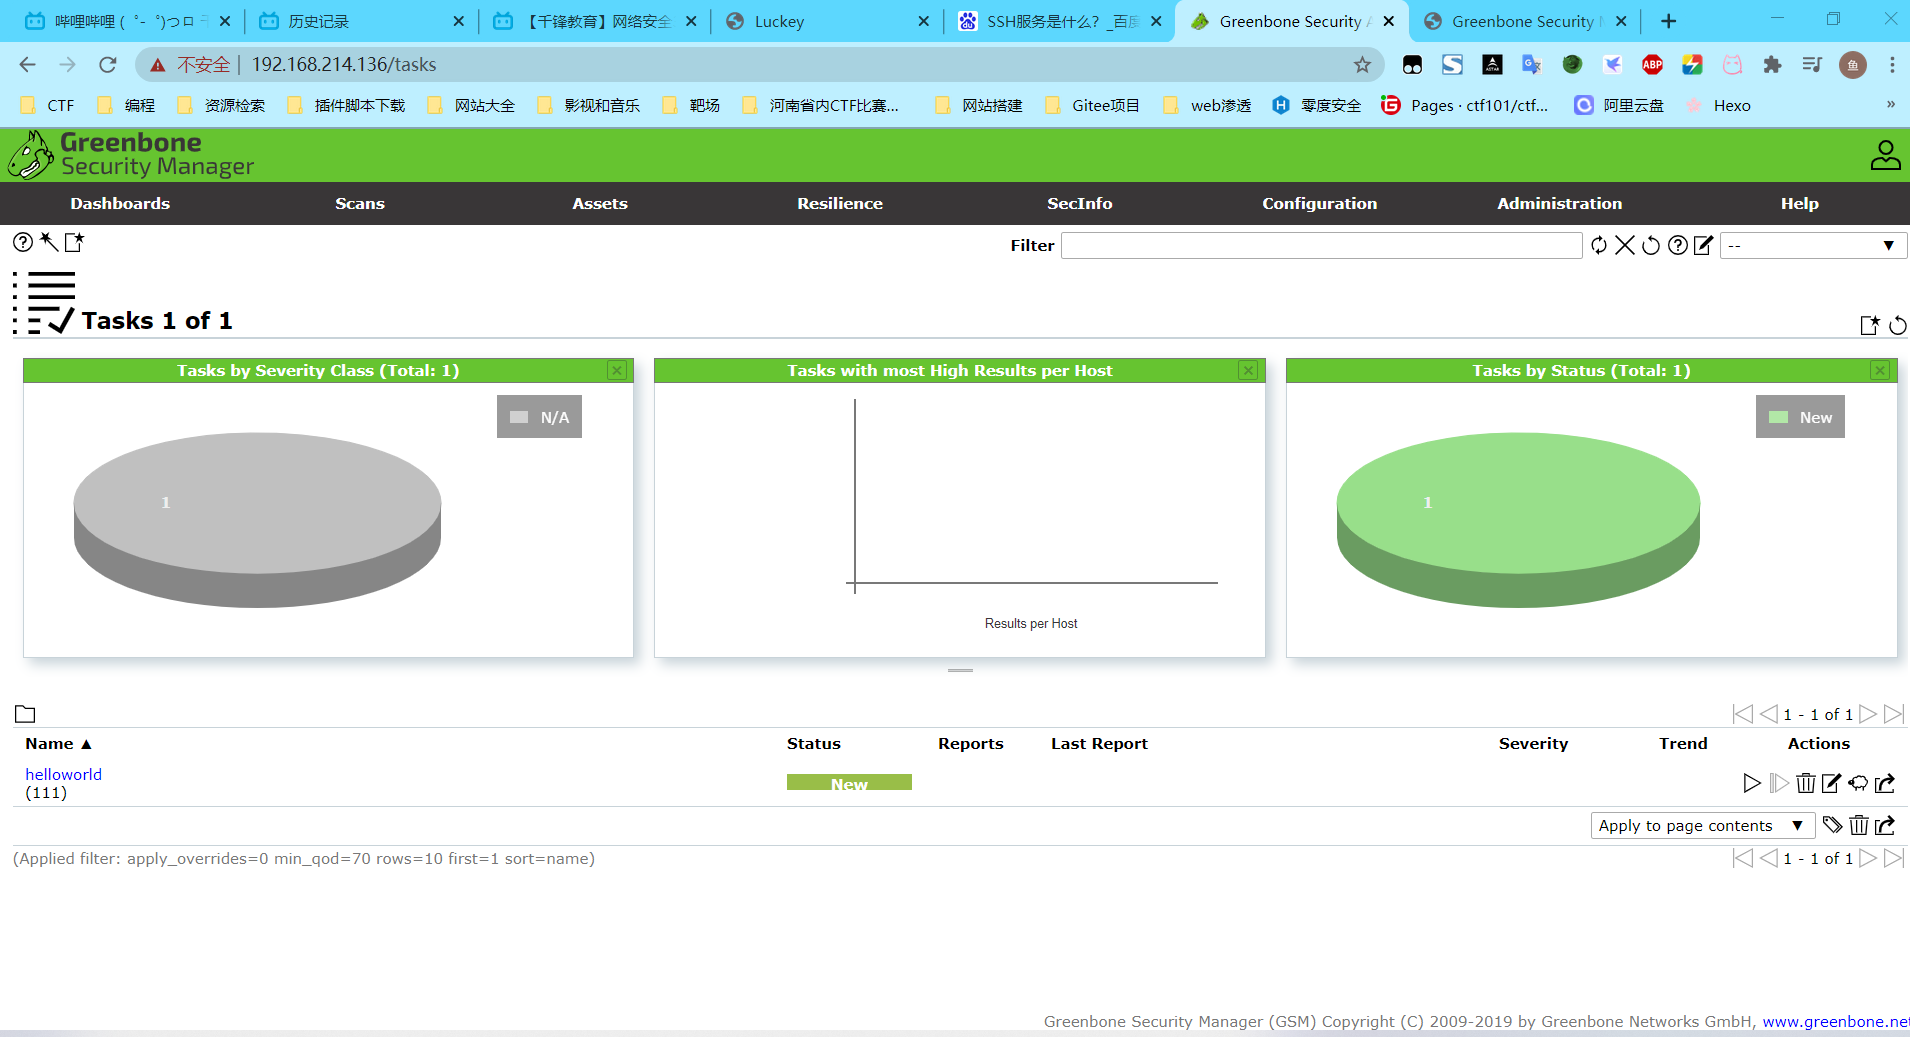 哔哩哔哩 ( ゜- ゜)つロ
历史记录
【千锋教育】网络安全
Luckey
SSH服务是什么？_百度
Greenbone Security A
Greenbone Security M
不安全 | 192.168.214.136/tasks
CTF
编程
资源检索
插件脚本下载
网站大全
影视和音乐
靶场
河南省内CTF比赛...
网站搭建
Gitee项目
web渗透
零度安全
Pages · ctf101/ctf...
阿里云盘
Hexo
»
ABP
鱼
Greenbone
Security Manager
Dashboards
Scans
Assets
Resilience
SecInfo
Configuration
Administration
Help
Filter
--
Tasks 1 of 1
Tasks by Severity Class (Total: 1)
N/A
1
Tasks with most High Results per Host
Results per Host
Tasks by Status (Total: 1)
New
1
1 - 1 of 1
Name ▲ Status Reports Last Report Severity Trend Actions
helloworld
(111)
New
Apply to page contents ▼
(Applied filter: apply_overrides=0 min_qod=70 rows=10 first=1 sort=name)
1 - 1 of 1
Greenbone Security Manager (GSM) Copyright (C) 2009-2019 by Greenbone Networks GmbH, www.greenbone.net